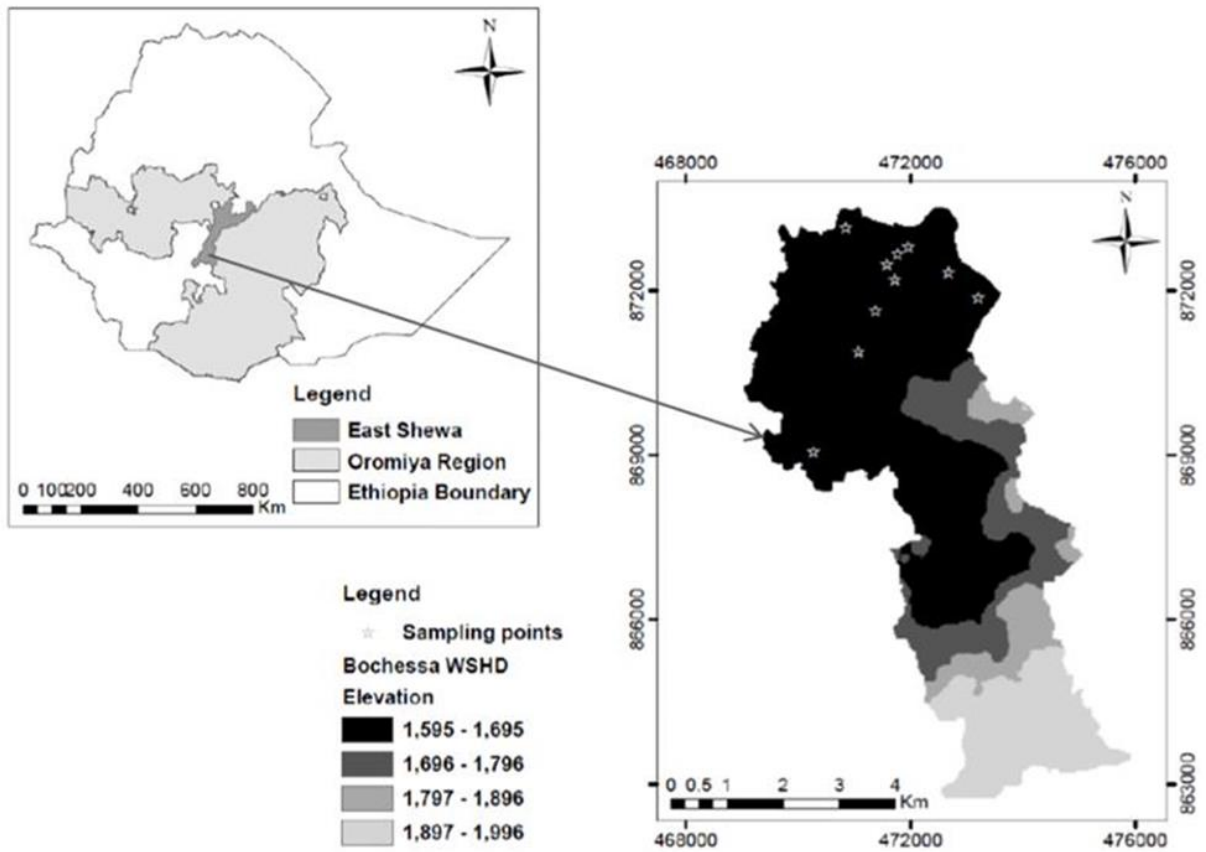 N
Legend
East Shewa
Oromiya Region
Ethiopia Boundary
0 100200 400 600 800
Km
Legend
Sampling points
Bochessa WSHD
Elevation
1,595 - 1,695
1,696 - 1,796
1,797 - 1,896
1,897 - 1,996
468000 472000 476000
N
872000 872000
869000 869000
866000 866000
863000
0 0.5 1 2 3 4
Km
468000 472000 476000